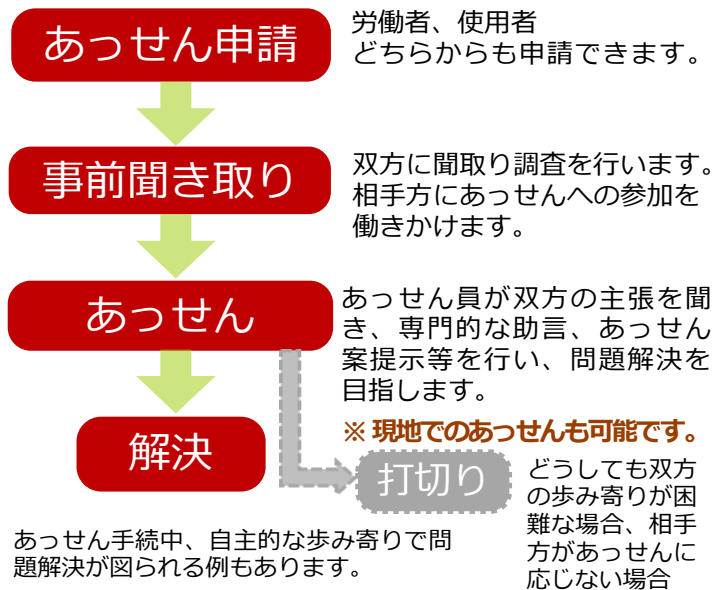 あっせん申請
労働者、使用者
どちらからも申請できます。
事前聞き取り
双方に聞取り調査を行います。
相手方にあっせんへの参加を
働きかけます。
あっせん
あっせん員が双方の主張を聞
き、専門的な助言、あっせん
案提示等を行い、問題解決を
目指します。
※ 現地でのあっせんも可能です。
解決
打切り
どうしても双方
の歩み寄りが困
難な場合、相手
方があっせんに
応じない場合
あっせん手続中、自主的な歩み寄りで問
題解決が図られる例もあります。